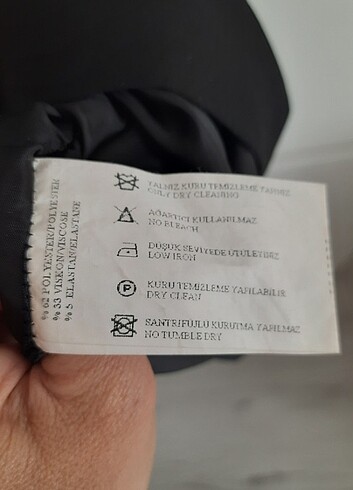 % 62 POLYESTER/POLYESTER
% 33 VISKON/VISCOSE
% 5 ELASTAN/ELASTANE
YALNIZ KURU TEMİZLEME YAPINIZ
ONLY DRY CLEANING
AĞARTICI KULLANILMAZ
NO BLEACH
DÜŞÜK SEVİYEDE ÜTÜLEYİNİZ
LOW IRON
P
KURU TEMİZLEME YAPILABİLİR
DRY CLEAN
SANTRİFÜJLÜ KURUTMA YAPILMAZ
NO TUMBLE DRY